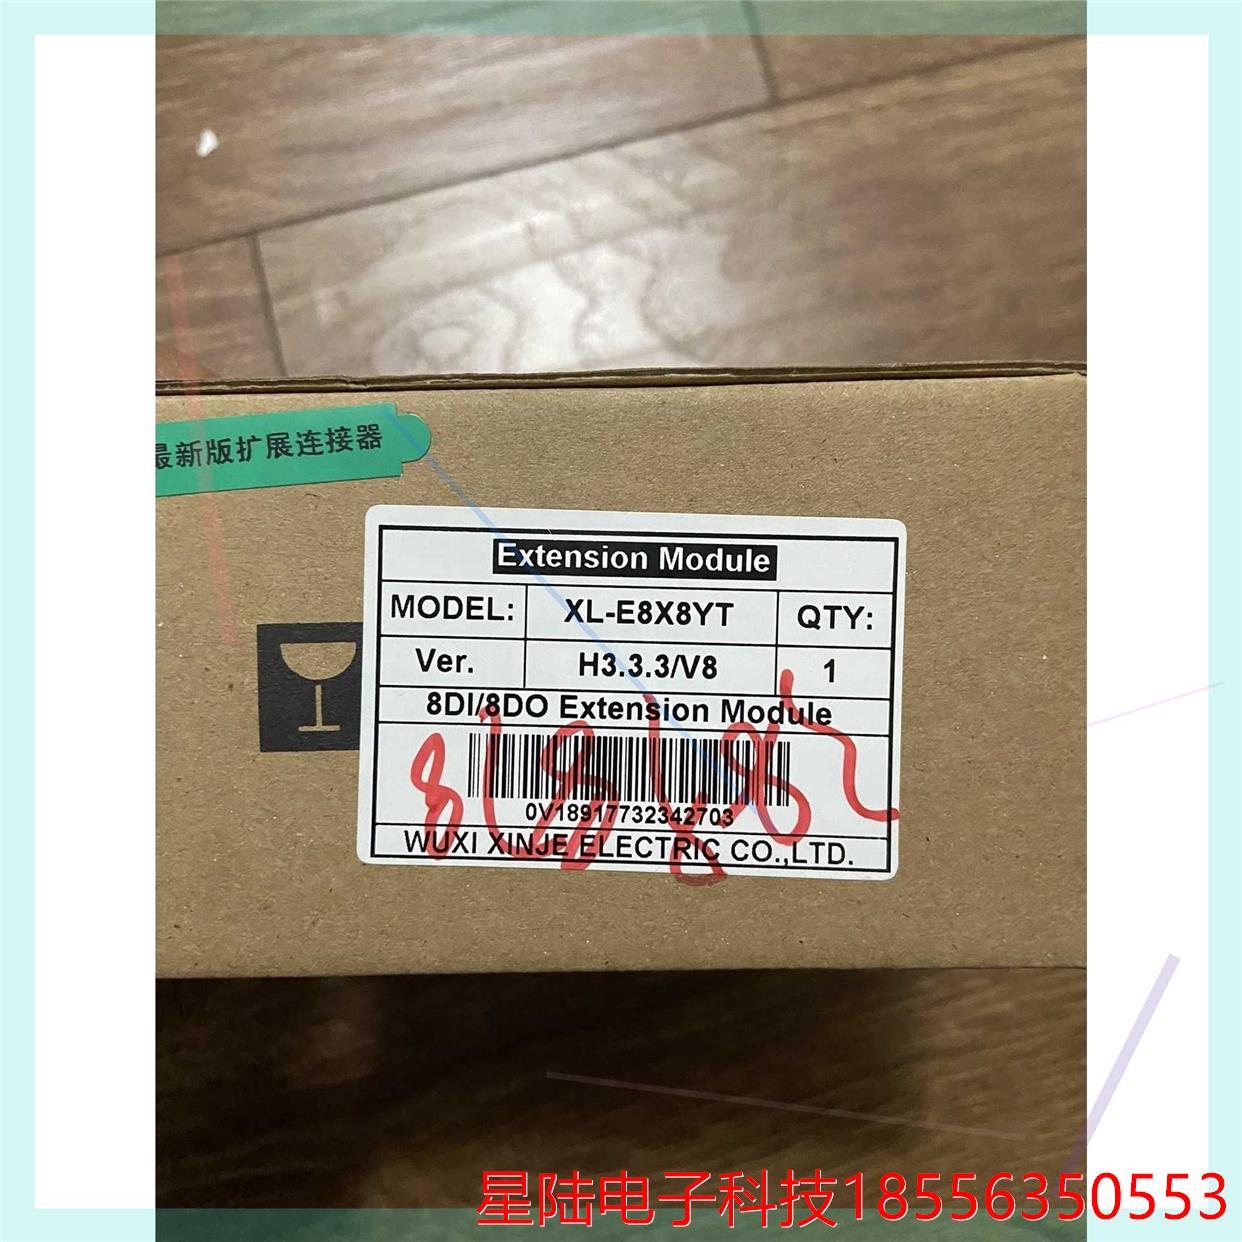 最新版扩展连接器
Extension Module
MODEL: XL-E8X8YT QTY:
Ver. H3.3.3/V8 1
8DI/8DO Extension Module
0V18917732342703
WUXI XINJE ELECTRIC CO.,LTD.
星陆电子科技18556350553